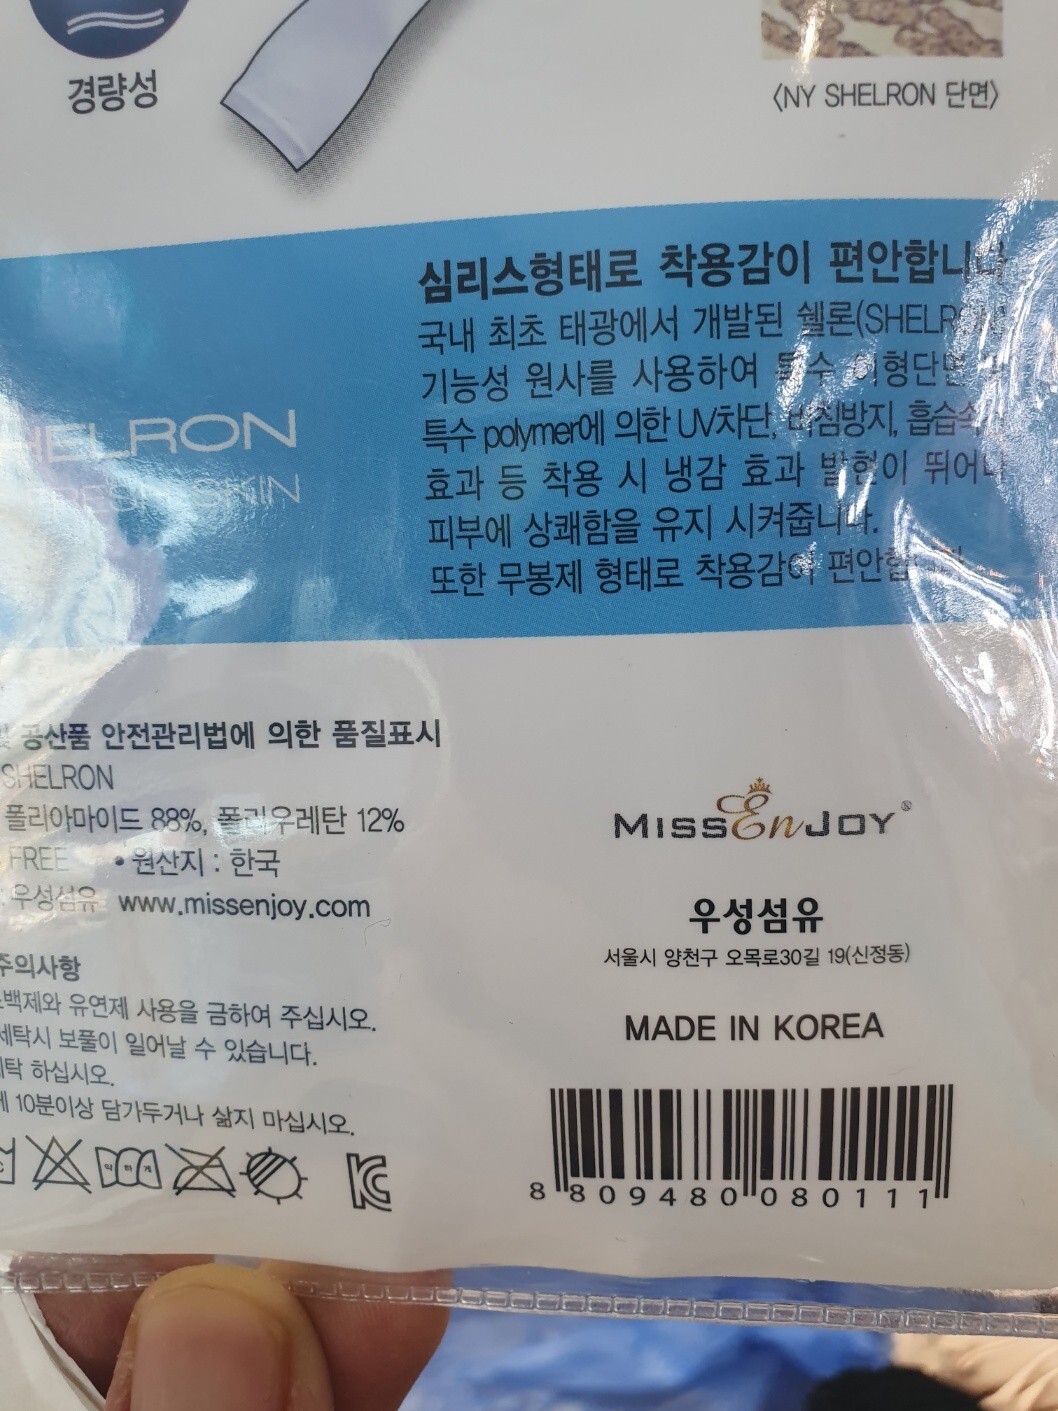 경량성
〈NY SHELRON 단면〉
심리스형태로 착용감이 편안합니다
국내 최초 태광에서 개발된 쉘론(SHELRON)
기능성 원사를 사용하여 특수 이형단면
특수 polymer에 의한 UV차단, 비침방지, 흡습속
효과 등 착용 시 냉감 효과 발현이 뛰어나
피부에 상쾌함을 유지 시켜줍니다.
또한 무봉제 형태로 착용감이 편안합니다.
HELRON
SKIN
공산품 안전관리법에 의한 품질표시
SHELRON
폴리아마이드 88%, 폴리우레탄 12%
FREE • 원산지 : 한국
: 우성섬유 www.missenjoy.com
주의사항
백제와 유연제 사용을 금하여 주십시오.
세탁시 보풀이 일어날 수 있습니다.
탁 하십시오.
에 10분이상 담가두거나 삶지 마십시오.
약 하 게
KC
MISS EnJOY®
우성섬유
서울시 양천구 오목로30길 19(신정동)
MADE IN KOREA
8 809480 080111